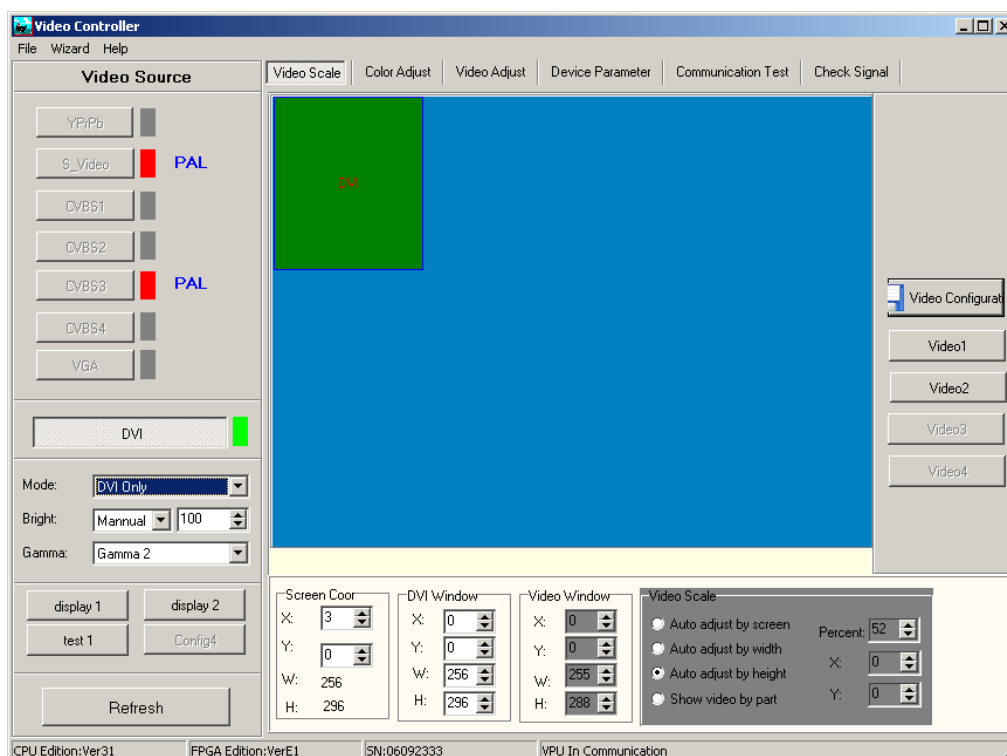 Video Controller
File Wizard Help
Video Source
Video Scale Color Adjust Video Adjust Device Parameter Communication Test Check Signal
YPrPb
S_Video PAL
CVBS1
CVBS2
CVBS3 PAL
CVBS4
VGA
DVI
Mode: DVI Only
Bright: Mannual 100
Gamma: Gamma 2
display 1 display 2
test 1 Config4
Refresh
DVI
Video Configurat
Video1
Video2
Video3
Video4
Screen Coor
X: 3
Y: 0
W: 256
H: 296
DVI Window
X: 0
Y: 0
W: 256
H: 296
Video Window
X: 0
Y: 0
W: 255
H: 288
Video Scale
Auto adjust by screen
Auto adjust by width
Auto adjust by height
Show video by part
Percent: 52
X: 0
Y: 0
CPU Edition:Ver31 FPGA Edition:VerE1 SN:06092333 VPU In Communication